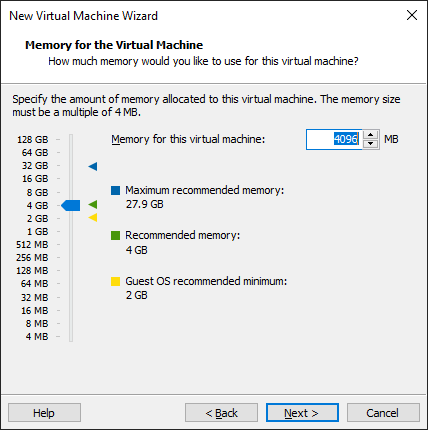 New Virtual Machine Wizard
Memory for the Virtual Machine
How much memory would you like to use for this virtual machine?
Specify the amount of memory allocated to this virtual machine. The memory size
must be a multiple of 4 MB.
Memory for this virtual machine: 4096 MB
128 GB
64 GB
32 GB
16 GB
8 GB
4 GB
2 GB
1 GB
512 MB
256 MB
128 MB
64 MB
32 MB
16 MB
8 MB
4 MB
Maximum recommended memory:
27.9 GB
Recommended memory:
4 GB
Guest OS recommended minimum:
2 GB
Help
< Back
Next >
Cancel